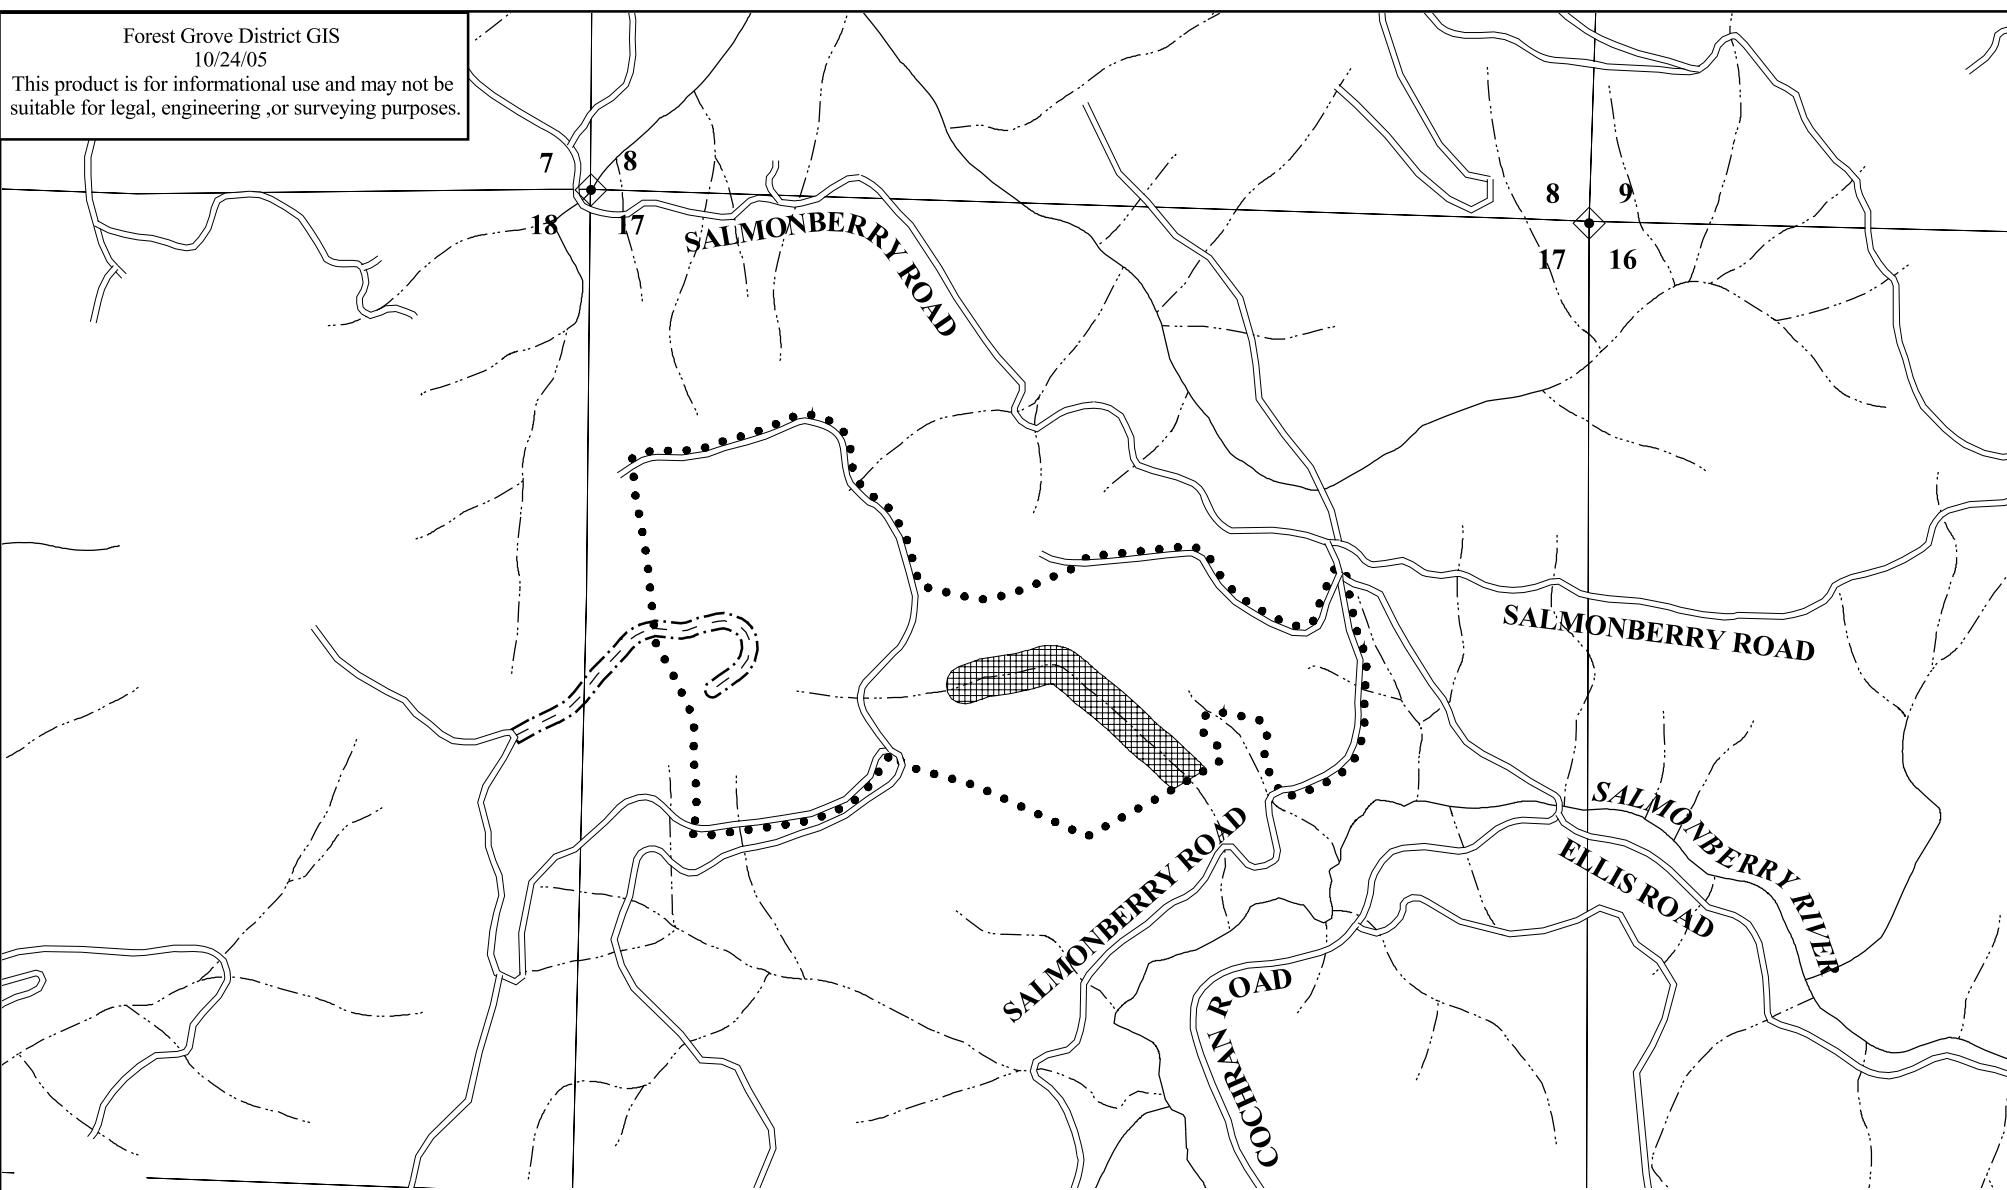 Forest Grove District GIS
10/24/05
This product is for informational use and may not be
suitable for legal, engineering ,or surveying purposes.
7
8
18
17
8
9
17
16
SALMONBERRY ROAD
SALMONBERRY ROAD
SALMONBERRY ROAD
SALMONBERRY RIVER
ELLIS ROAD
COCHRAN ROAD